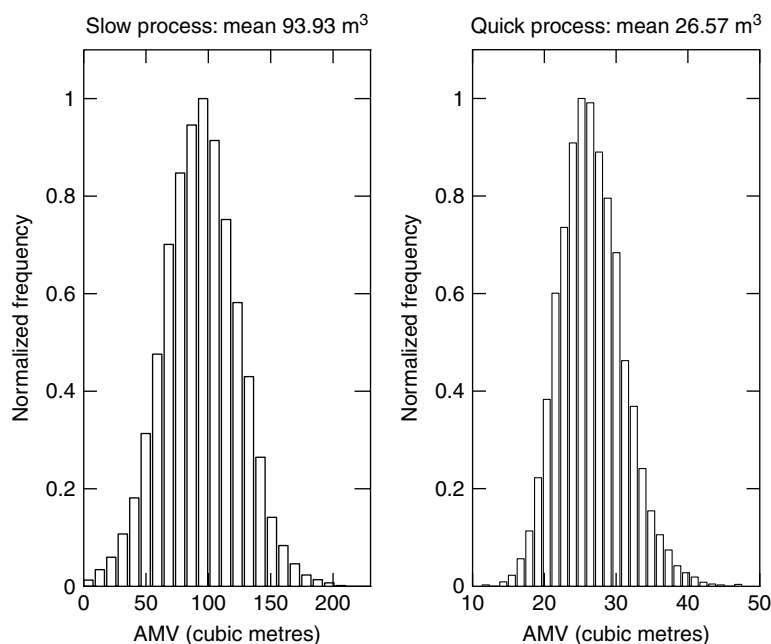 Slow process: mean 93.93 m³
Normalized frequency
1
0.8
0.6
0.4
0.2
0
0 50 100 150 200
AMV (cubic metres)
Quick process: mean 26.57 m³
Normalized frequency
1
0.8
0.6
0.4
0.2
0
10 20 30 40 50
AMV (cubic metres)